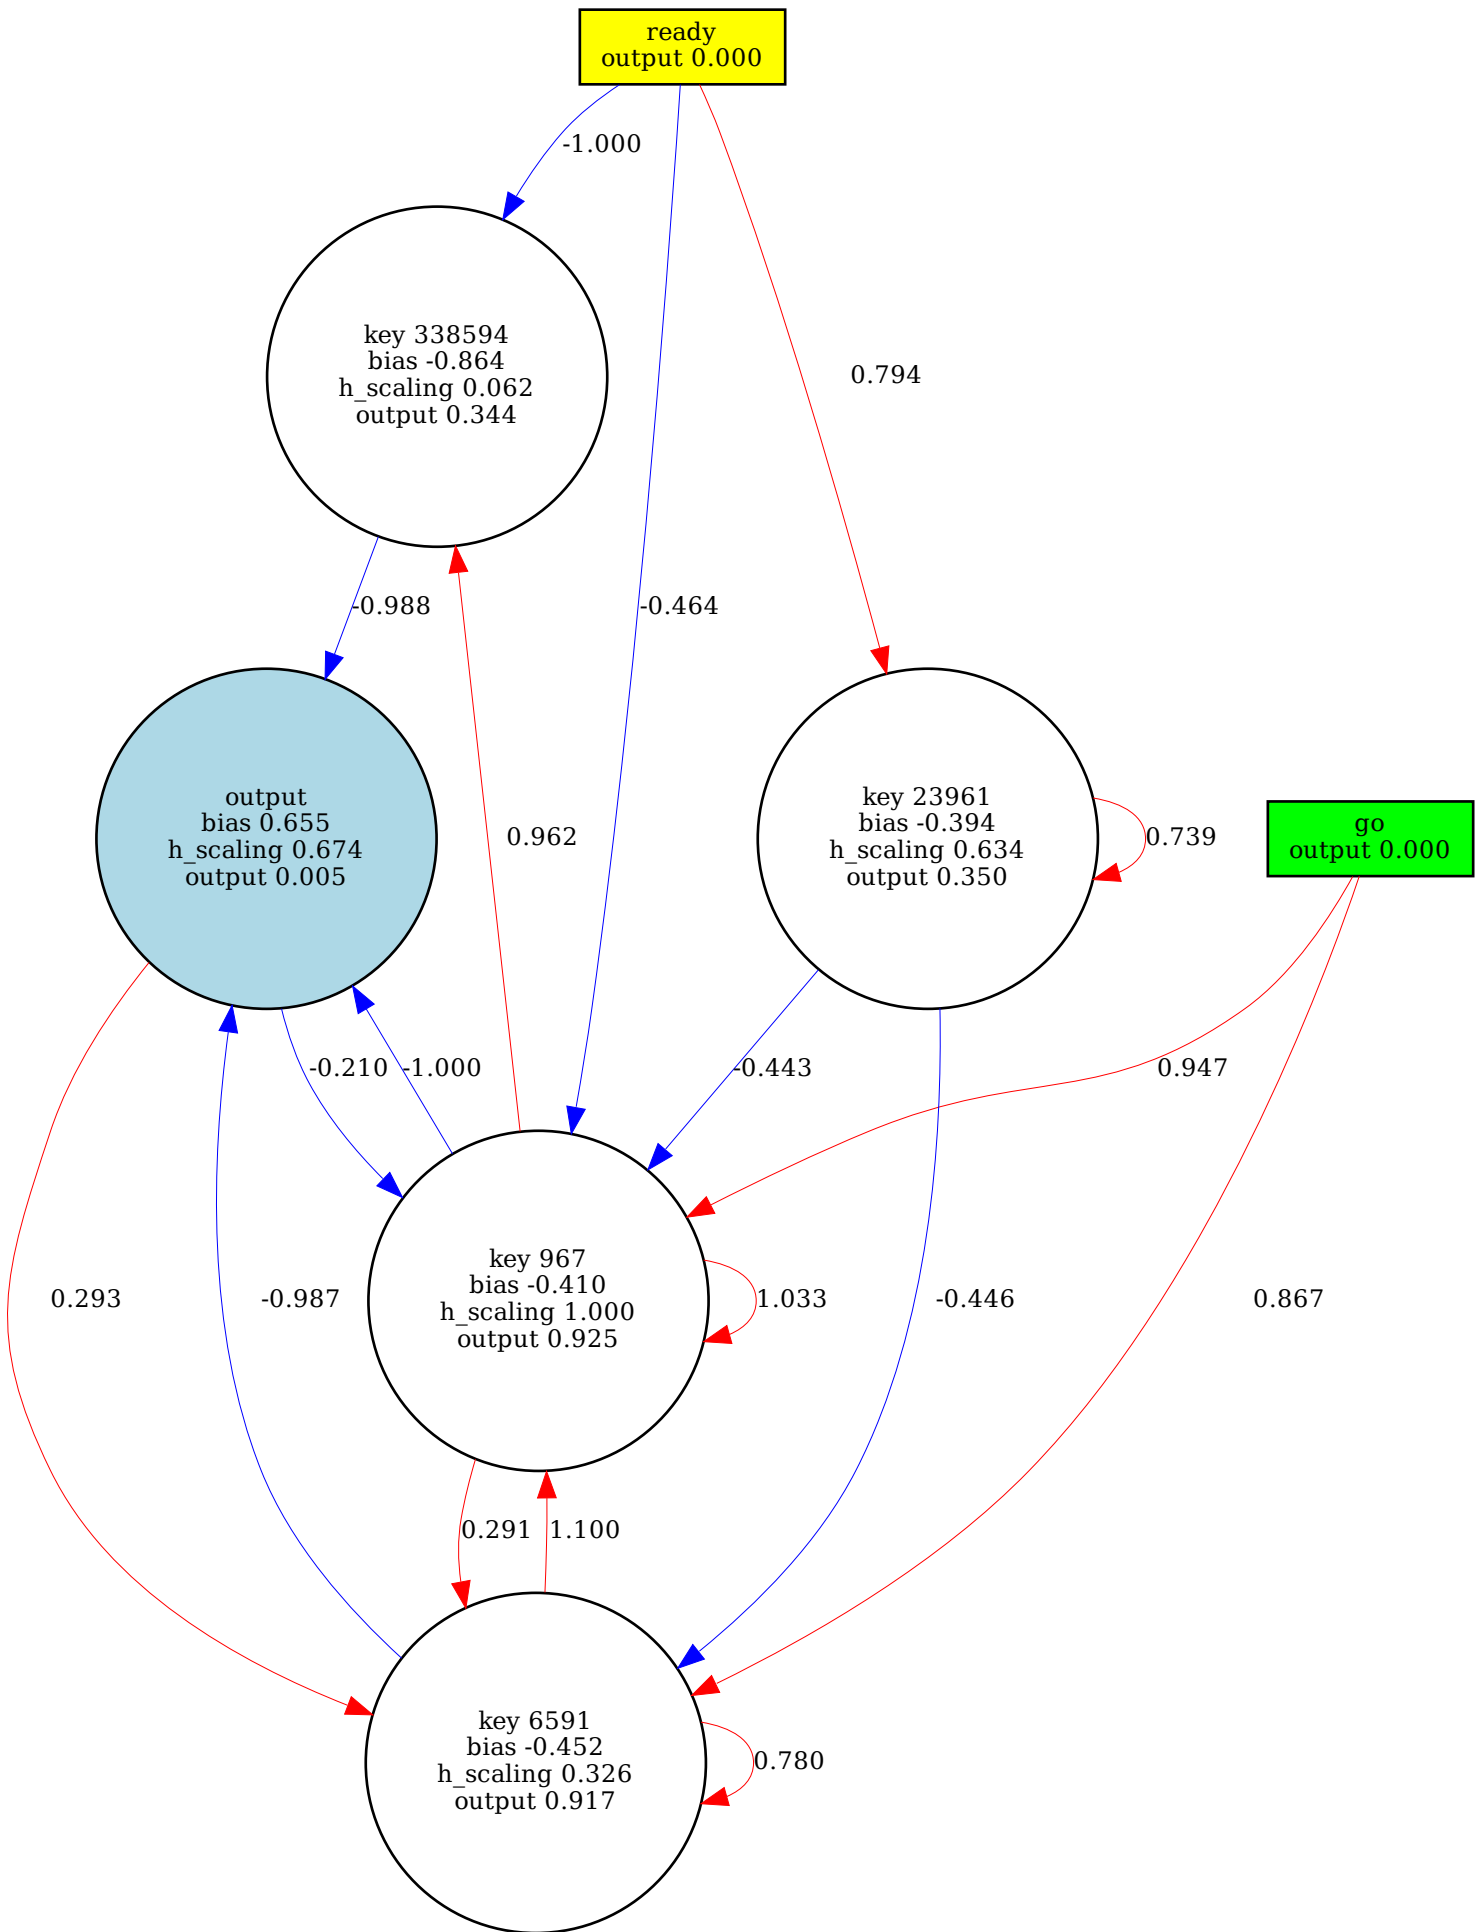 ready
output 0.000
-1.000
key 338594
bias -0.864
h_scaling 0.062
output 0.344
0.794
-0.988
-0.464
output
bias 0.655
h_scaling 0.674
output 0.005
0.962
key 23961
bias -0.394
h_scaling 0.634
output 0.350
0.739
go
output 0.000
-0.210
-1.000
-0.443
0.947
key 967
bias -0.410
h_scaling 1.000
output 0.925
0.293
-0.987
1.033
-0.446
0.867
0.291
1.100
key 6591
bias -0.452
h_scaling 0.326
output 0.917
0.780